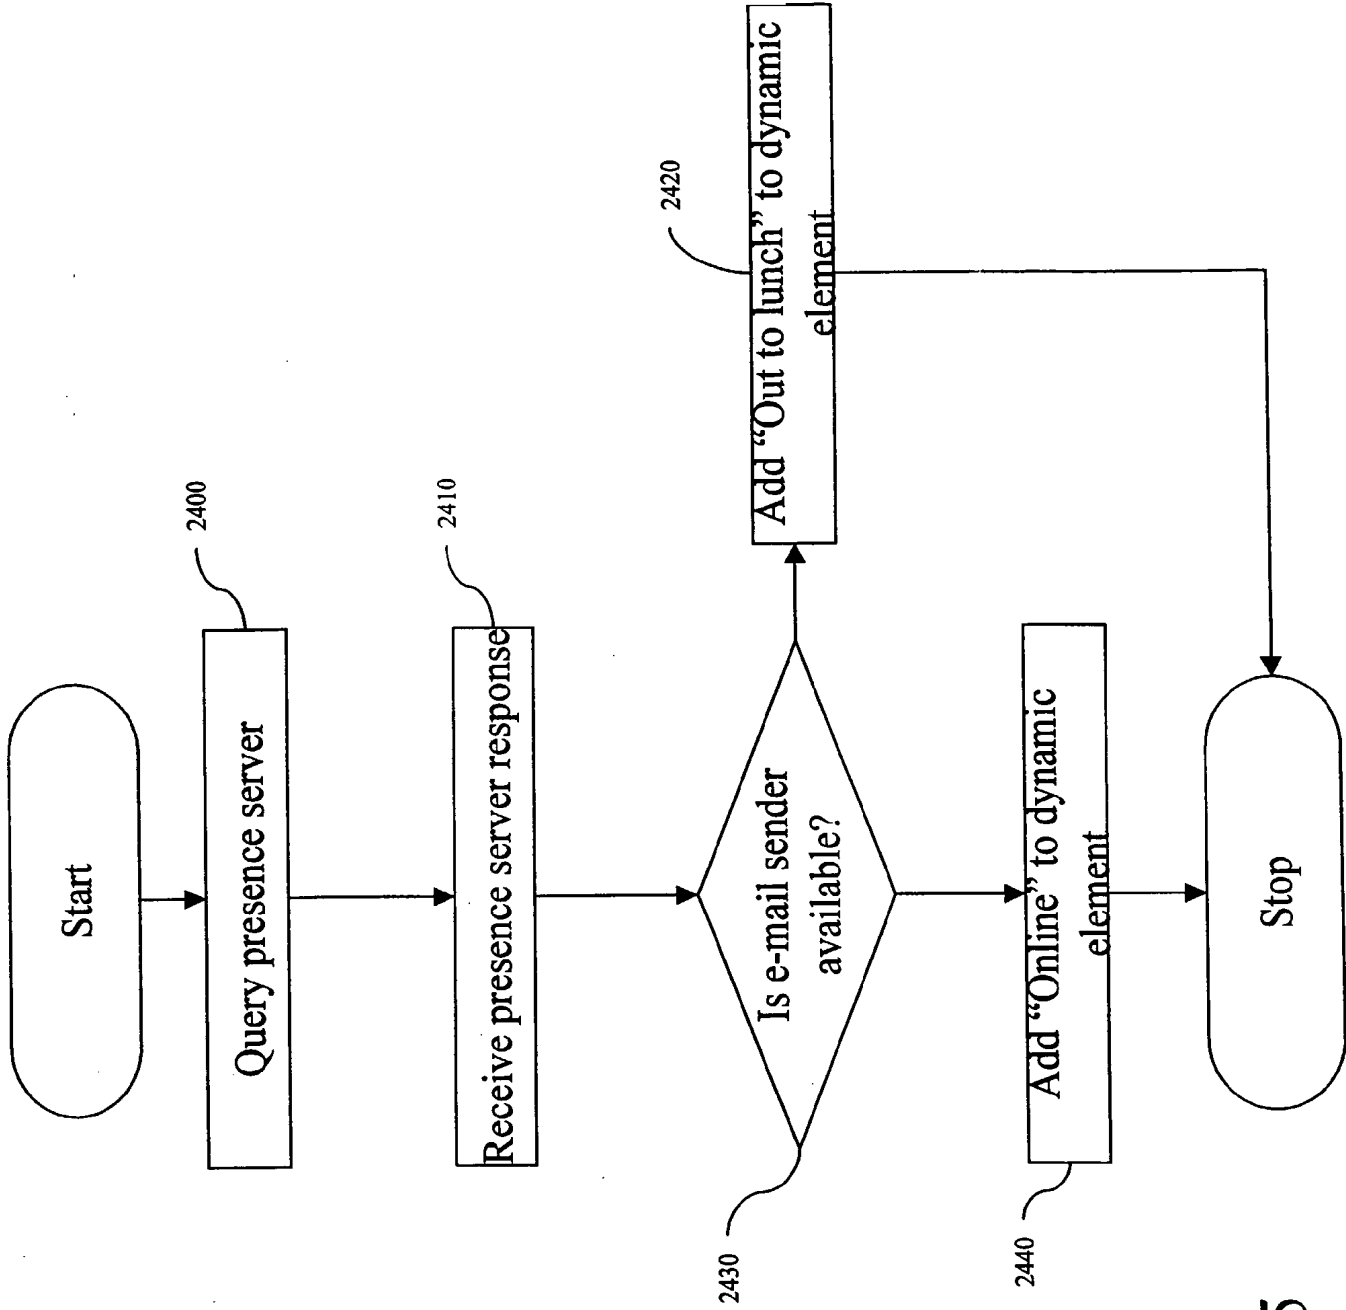 Start
2400
Query presence server
2410
Receive presence server response
2430
Is e-mail sender
available?
2420
Add “Out to lunch” to dynamic
element
2440
Add “Online” to dynamic
element
Stop